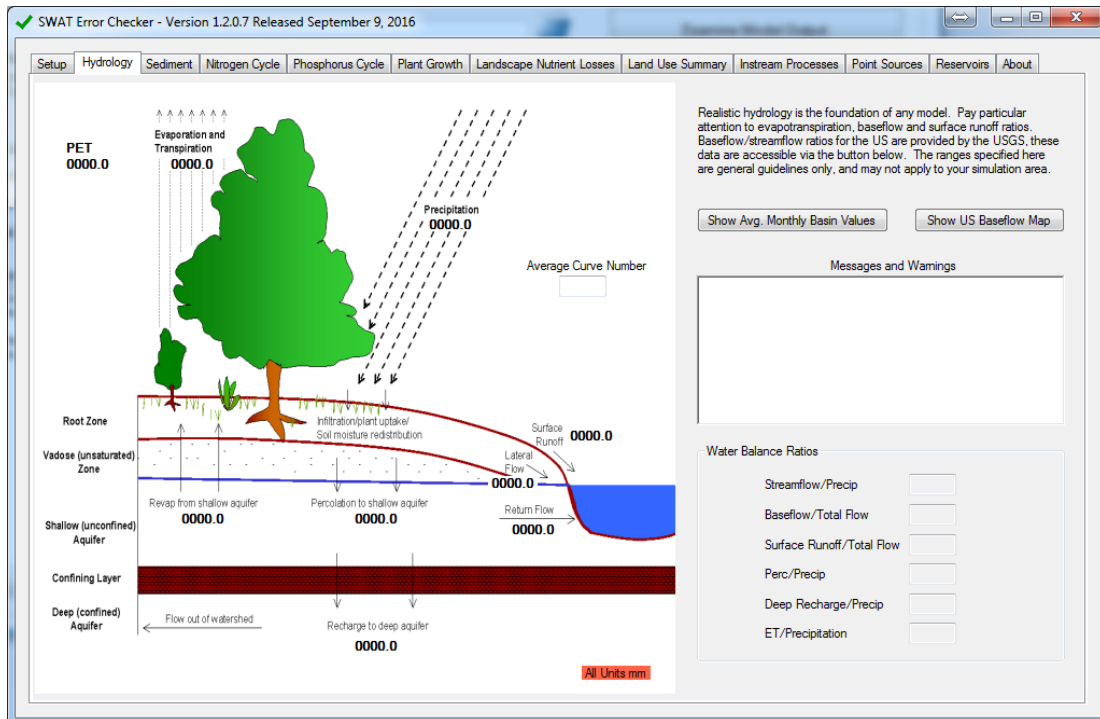 SWAT Error Checker - Version 1.2.0.7 Released September 9, 2016
Setup
Hydrology
Sediment
Nitrogen Cycle
Phosphorus Cycle
Plant Growth
Landscape Nutrient Losses
Land Use Summary
Instream Processes
Point Sources
Reservoirs
About
PET
0000.0
Evaporation and
Transpiration
0000.0
Precipitation
0000.0
Average Curve Number
Root Zone
Vadose (unsaturated)
Zone
Shallow (unconfined)
Aquifer
Confining Layer
Deep (confined)
Aquifer
Infiltration/plant uptake/
Soil moisture redistribution
Surface
Runoff
0000.0
Lateral
Flow
0000.0
Revap from shallow aquifer
0000.0
Percolation to shallow aquifer
0000.0
Return Flow
0000.0
Flow out of watershed
Recharge to deep aquifer
0000.0
All Units mm
Realistic hydrology is the foundation of any model. Pay particular
attention to evapotranspiration, baseflow and surface runoff ratios.
Baseflow/streamflow ratios for the US are provided by the USGS, these
data are accessible via the button below. The ranges specified here
are general guidelines only, and may not apply to your simulation area.
Show Avg. Monthly Basin Values
Show US Baseflow Map
Messages and Warnings
Water Balance Ratios
Streamflow/Precip
Baseflow/Total Flow
Surface Runoff/Total Flow
Perc/Precip
Deep Recharge/Precip
ET/Precipitation